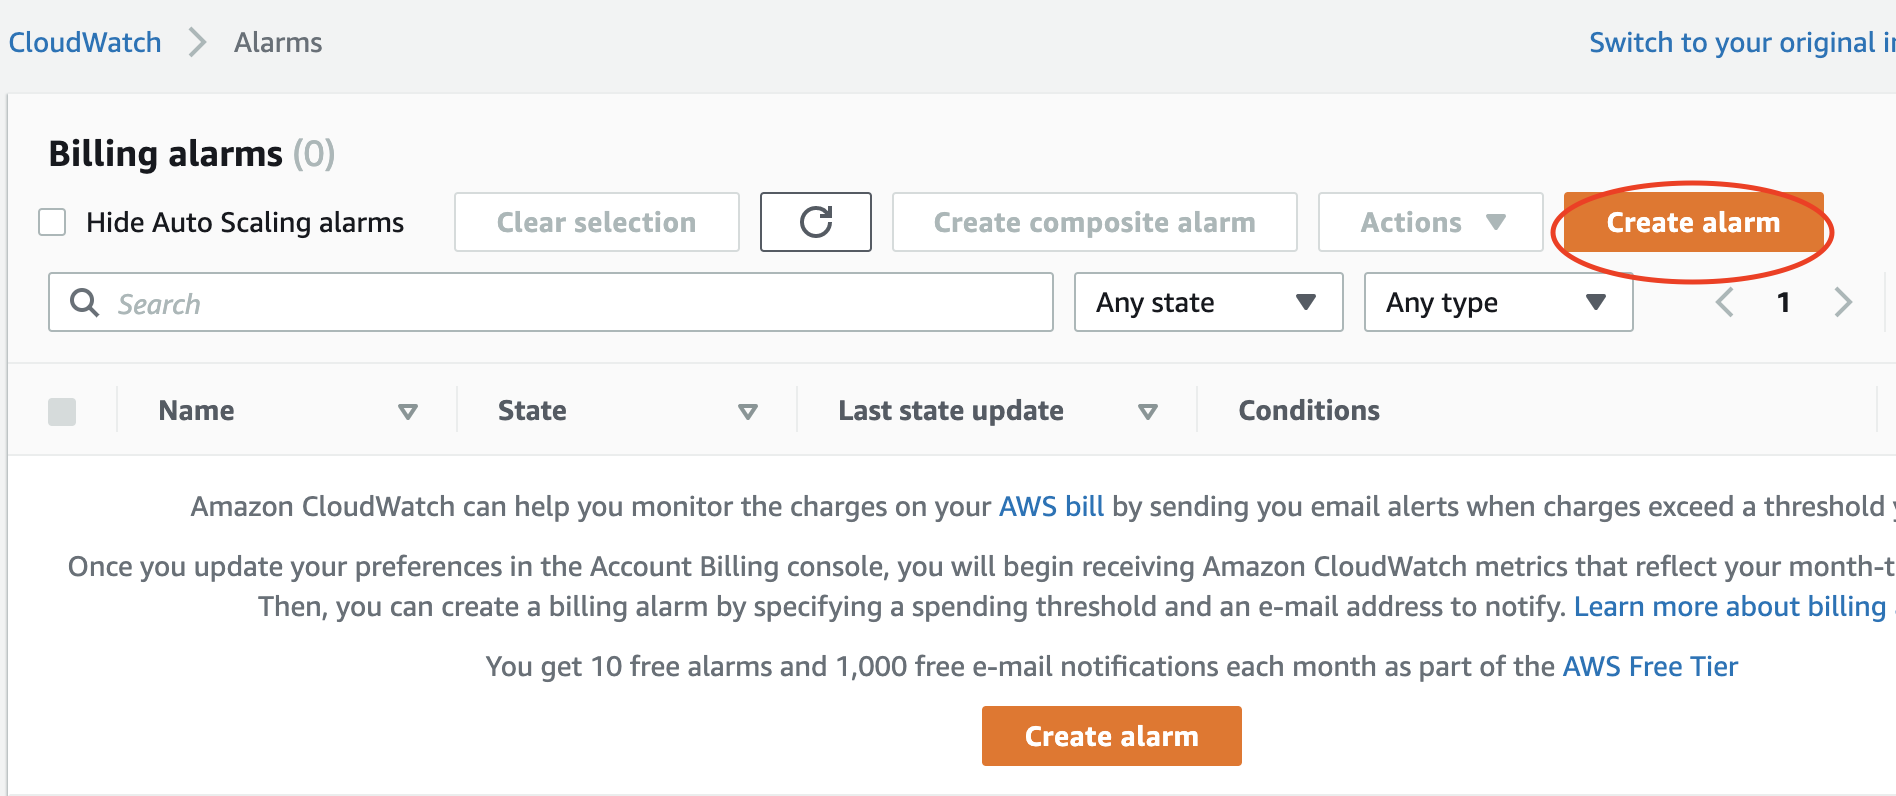 CloudWatch > Alarms Switch to your original
Billing alarms (0)
Hide Auto Scaling alarms Clear selection Create composite alarm Actions Create alarm
Search Any state Any type 1
Name State Last state update Conditions
Amazon CloudWatch can help you monitor the charges on your AWS bill by sending you email alerts when charges exceed a threshold
Once you update your preferences in the Account Billing console, you will begin receiving Amazon CloudWatch metrics that reflect your month-t
Then, you can create a billing alarm by specifying a spending threshold and an e-mail address to notify. Learn more about billing
You get 10 free alarms and 1,000 free e-mail notifications each month as part of the AWS Free Tier
Create alarm